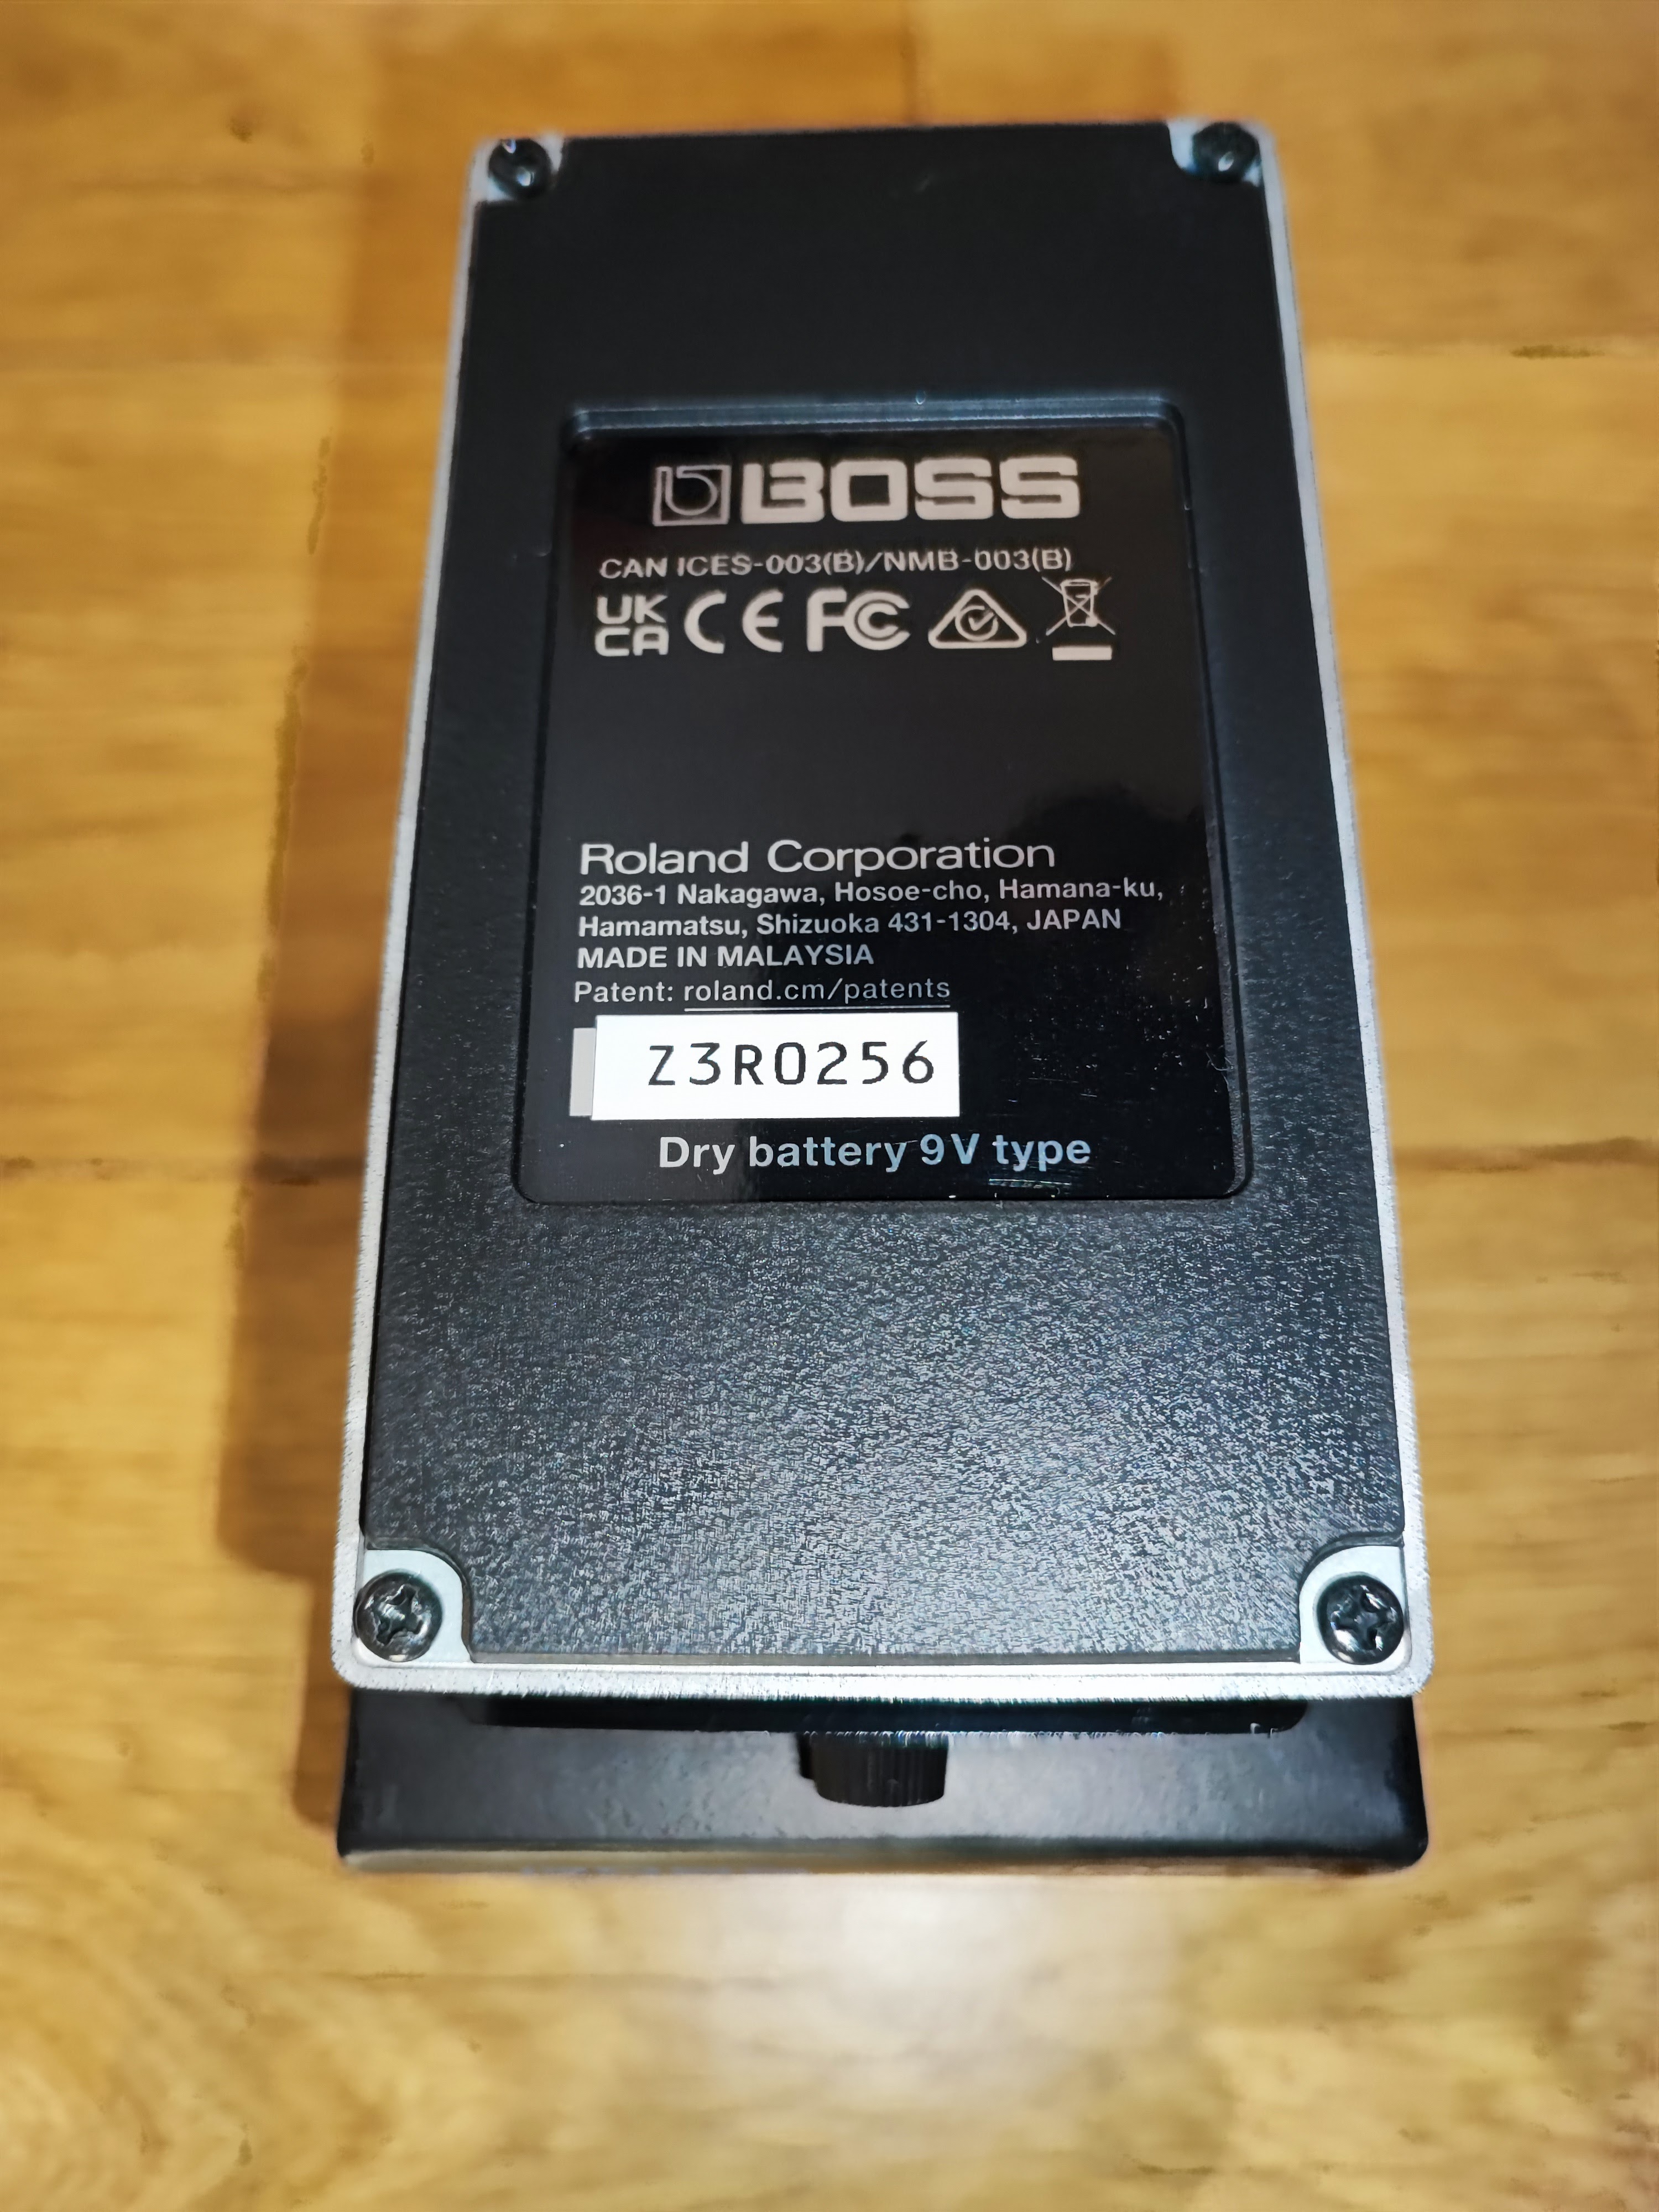 BOSS
CAN ICES-003(B)/NMB-003(B)
UK CA CE FC
Roland Corporation
2036-1 Nakagawa, Hosoe-cho, Hamana-ku,
Hamamatsu, Shizuoka 431-1304, JAPAN
MADE IN MALAYSIA
Patent: roland.cm/patents
Z3R0256
Dry battery 9V type